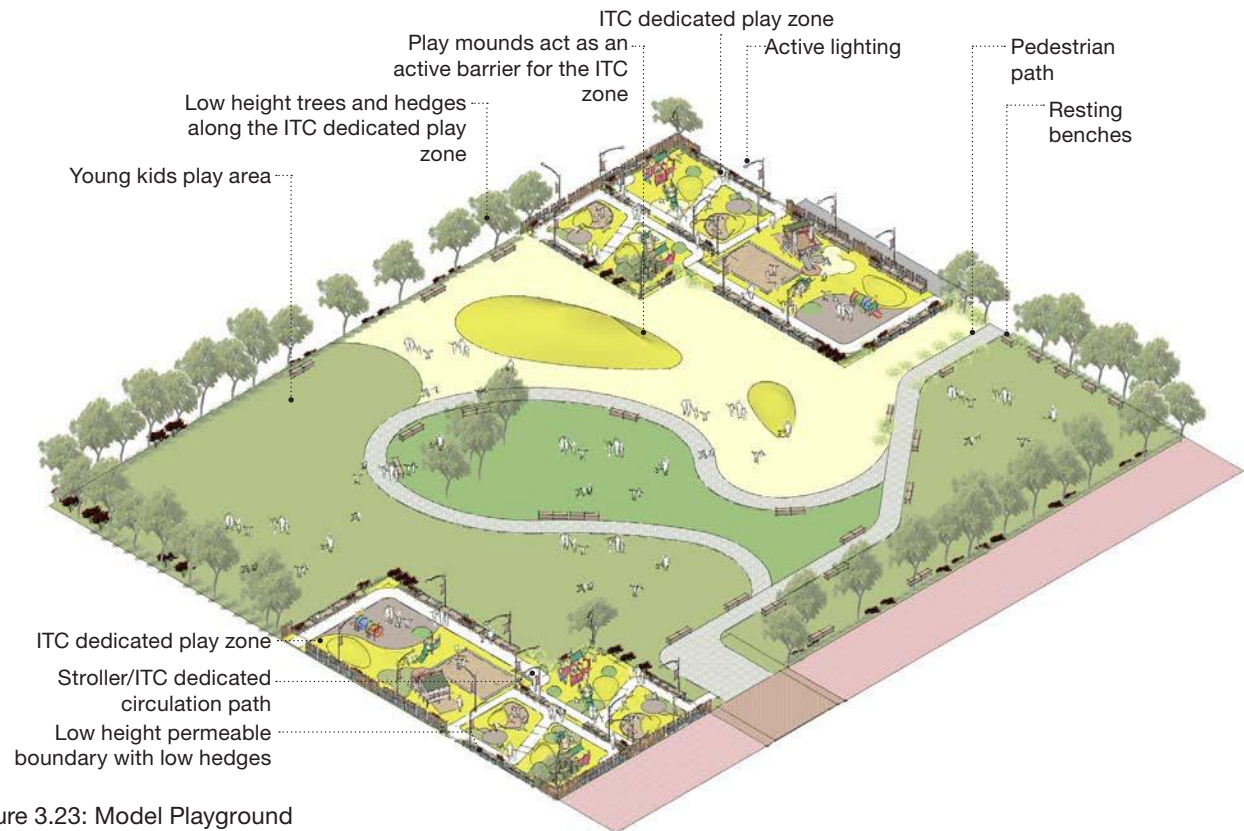 ITC dedicated play zone
Play mounds act as an
active barrier for the ITC
zone
Active lighting
Pedestrian
path
Low height trees and hedges
along the ITC dedicated play
zone
Resting
benches
Young kids play area
ITC dedicated play zone
Stroller/ITC dedicated
circulation path
Low height permeable
boundary with low hedges
ure 3.23: Model Playground